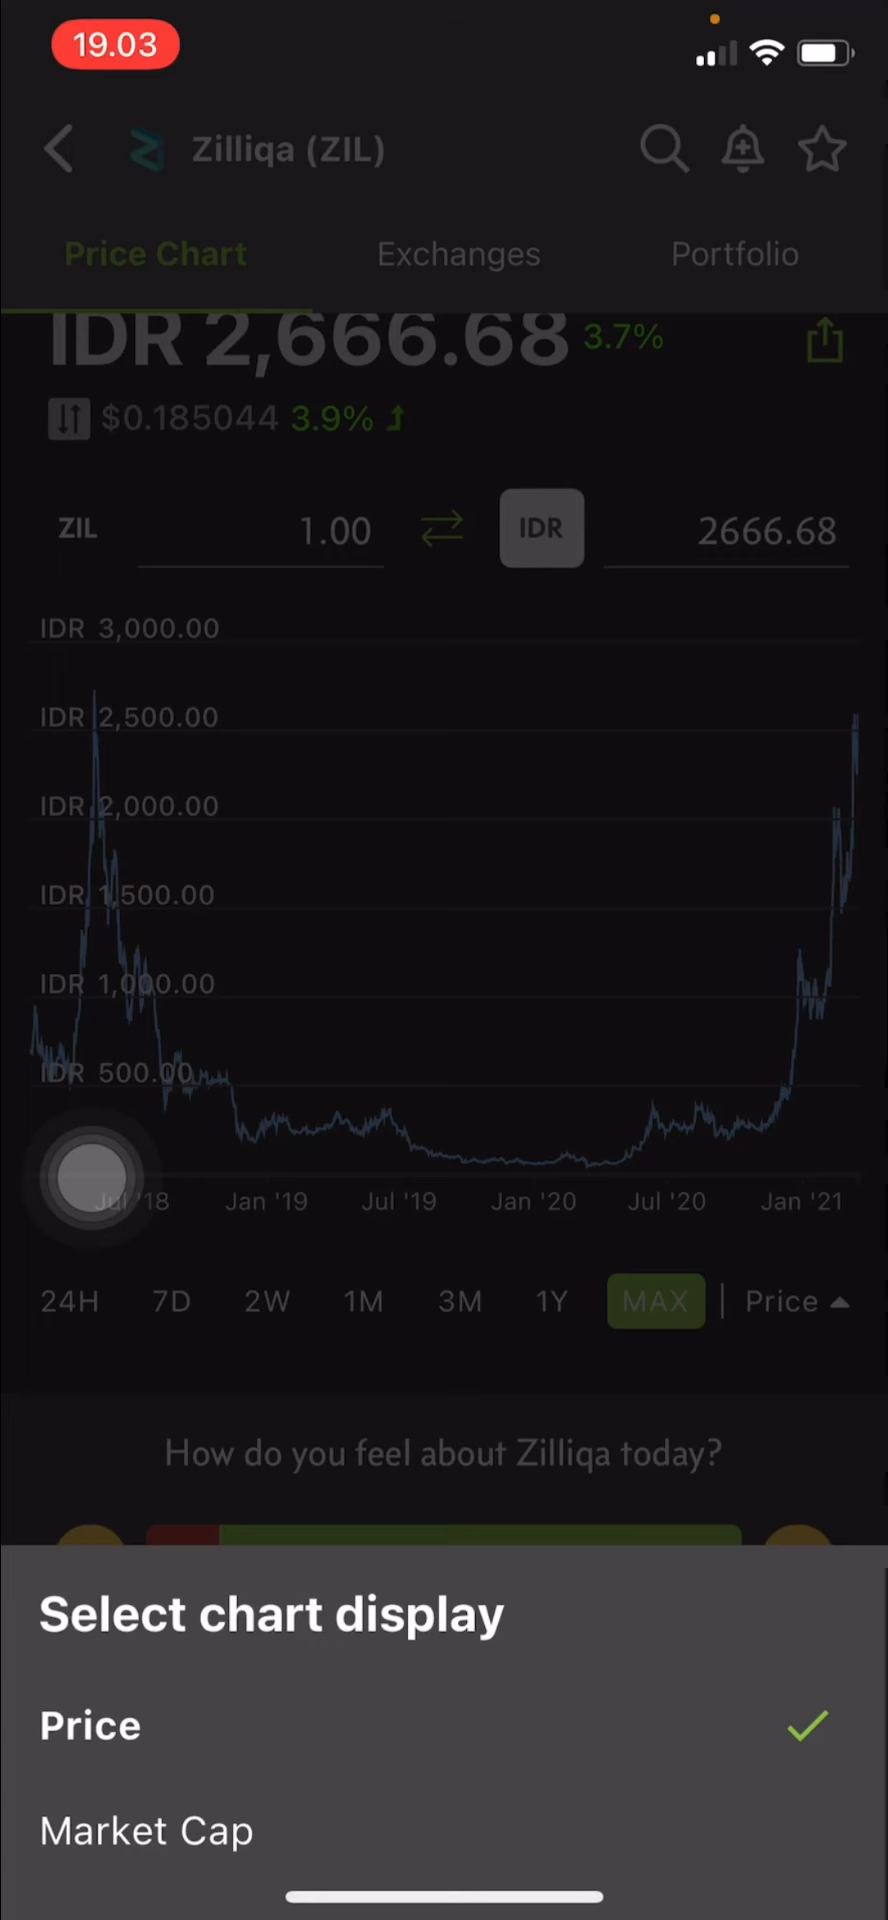 19.03
Zilliqa (ZIL)
Price Chart Exchanges Portfolio
IDR 2,666.68 3.7%
$0.185044 3.9%
ZIL 1.00 IDR 2666.68
IDR 3,000.00
IDR 2,500.00
IDR 2,000.00
IDR 1,500.00
IDR 1,000.00
IDR 500.00
Jul '18 Jan '19 Jul '19 Jan '20 Jul '20 Jan '21
24H 7D 2W 1M 3M 1Y MAX | Price
How do you feel about Zilliqa today?
Select chart display
Price
Market Cap